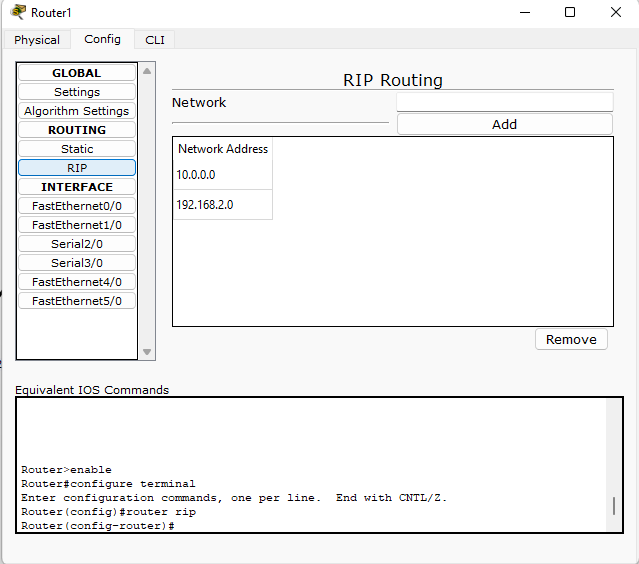 Router1
Physical Config CLI
GLOBAL
Settings
Algorithm Settings
ROUTING
Static
RIP
INTERFACE
FastEthernet0/0
FastEthernet1/0
Serial2/0
Serial3/0
FastEthernet4/0
FastEthernet5/0
RIP Routing
Network
Add
Network Address
10.0.0.0
192.168.2.0
Remove
Equivalent IOS Commands
Router>enable
Router#configure terminal
Enter configuration commands, one per line.  End with CNTL/Z.
Router(config)#router rip
Router(config-router)#